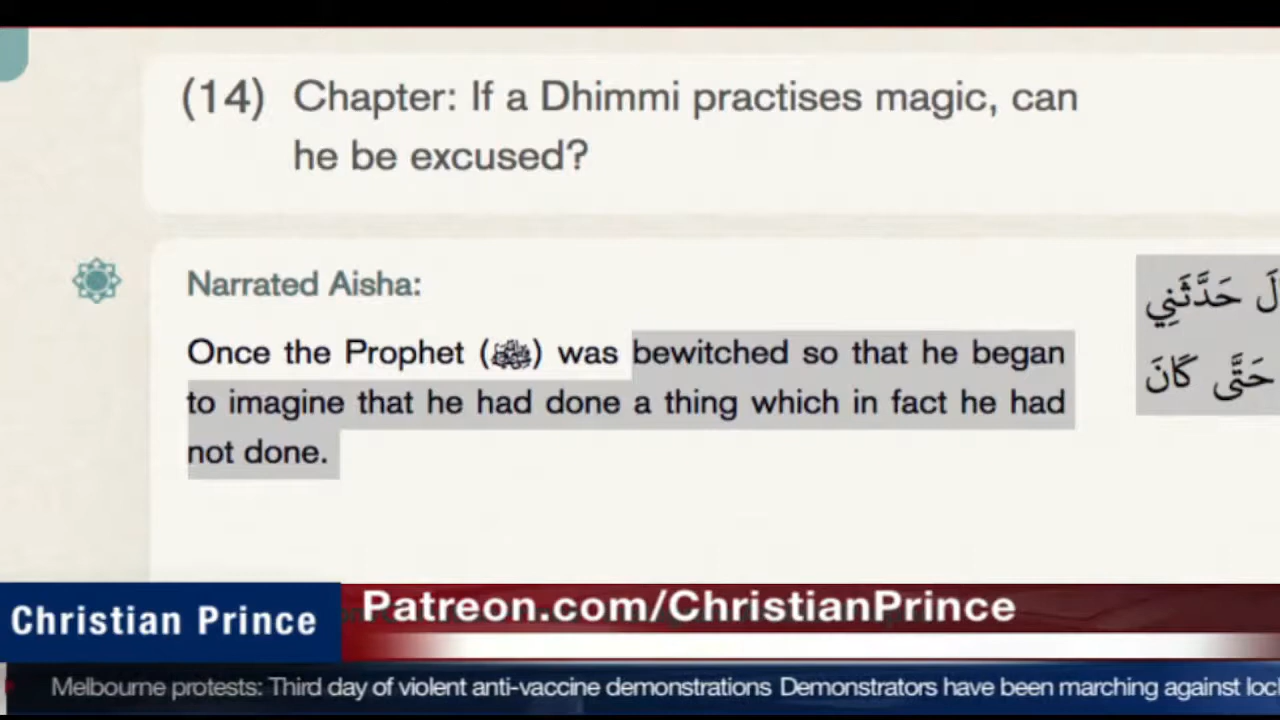 (14) Chapter: If a Dhimmi practises magic, can
he be excused?
Narrated Aisha:
Once the Prophet (ﷺ) was bewitched so that he began
to imagine that he had done a thing which in fact he had
not done.
لَ حَدَّثَنِي
حَتَّى كَانَ
Christian Prince
Patreon.com/ChristianPrince
Melbourne protests: Third day of violent anti-vaccine demonstrations Demonstrators have been marching against loc